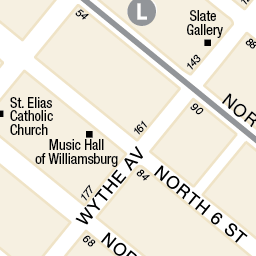 L
54
Slate
Gallery
88
143
NOR
90
St. Elias
Catholic
Church
Music Hall
of Williamsburg
161
WYTHE AV
177
84
NORTH 6 ST
68
NOR